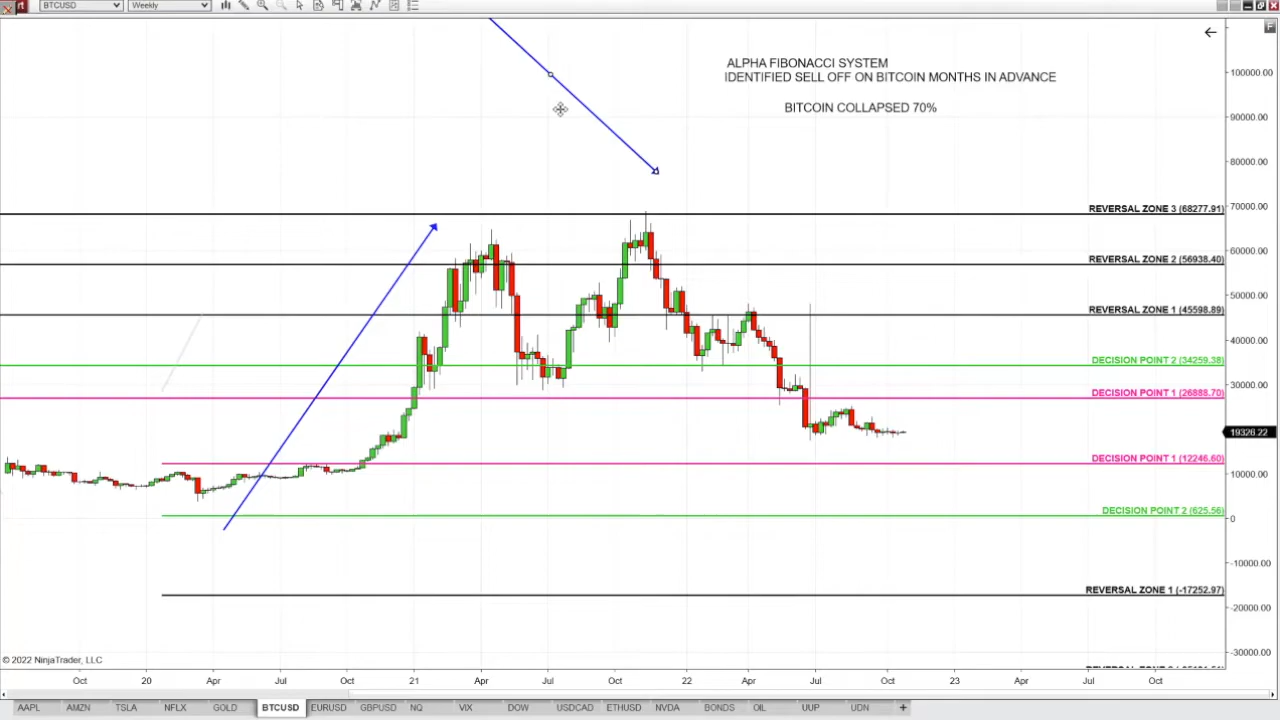 BTCUSD
Weekly
F
ALPHA FIBONACCI SYSTEM
IDENTIFIED SELL OFF ON BITCOIN MONTHS IN ADVANCE
BITCOIN COLLAPSED 70%
100000.00
90000.00
80000.00
REVERSAL ZONE 3 (68277.91)
70000.00
60000.00
REVERSAL ZONE 2 (56938.40)
50000.00
REVERSAL ZONE 1 (45598.89)
40000.00
DECISION POINT 2 (34259.38)
30000.00
DECISION POINT 1 (26888.70)
19326.22
DECISION POINT 1 (12246.60)
10000.00
DECISION POINT 2 (625.56)
0
-10000.00
REVERSAL ZONE 1 (-17252.97)
-20000.00
-30000.00
© 2022 NinjaTrader, LLC
Oct 20 Apr Jul Oct 21 Apr Jul Oct 22 Apr Jul Oct 23 Apr Jul Oct
AAPL AMZN TSLA NFLX GOLD BTCUSD EURUSD GBPUSD NQ VIX DOW USDCAD ETHUSD NVDA BONDS OIL UUP UDN +